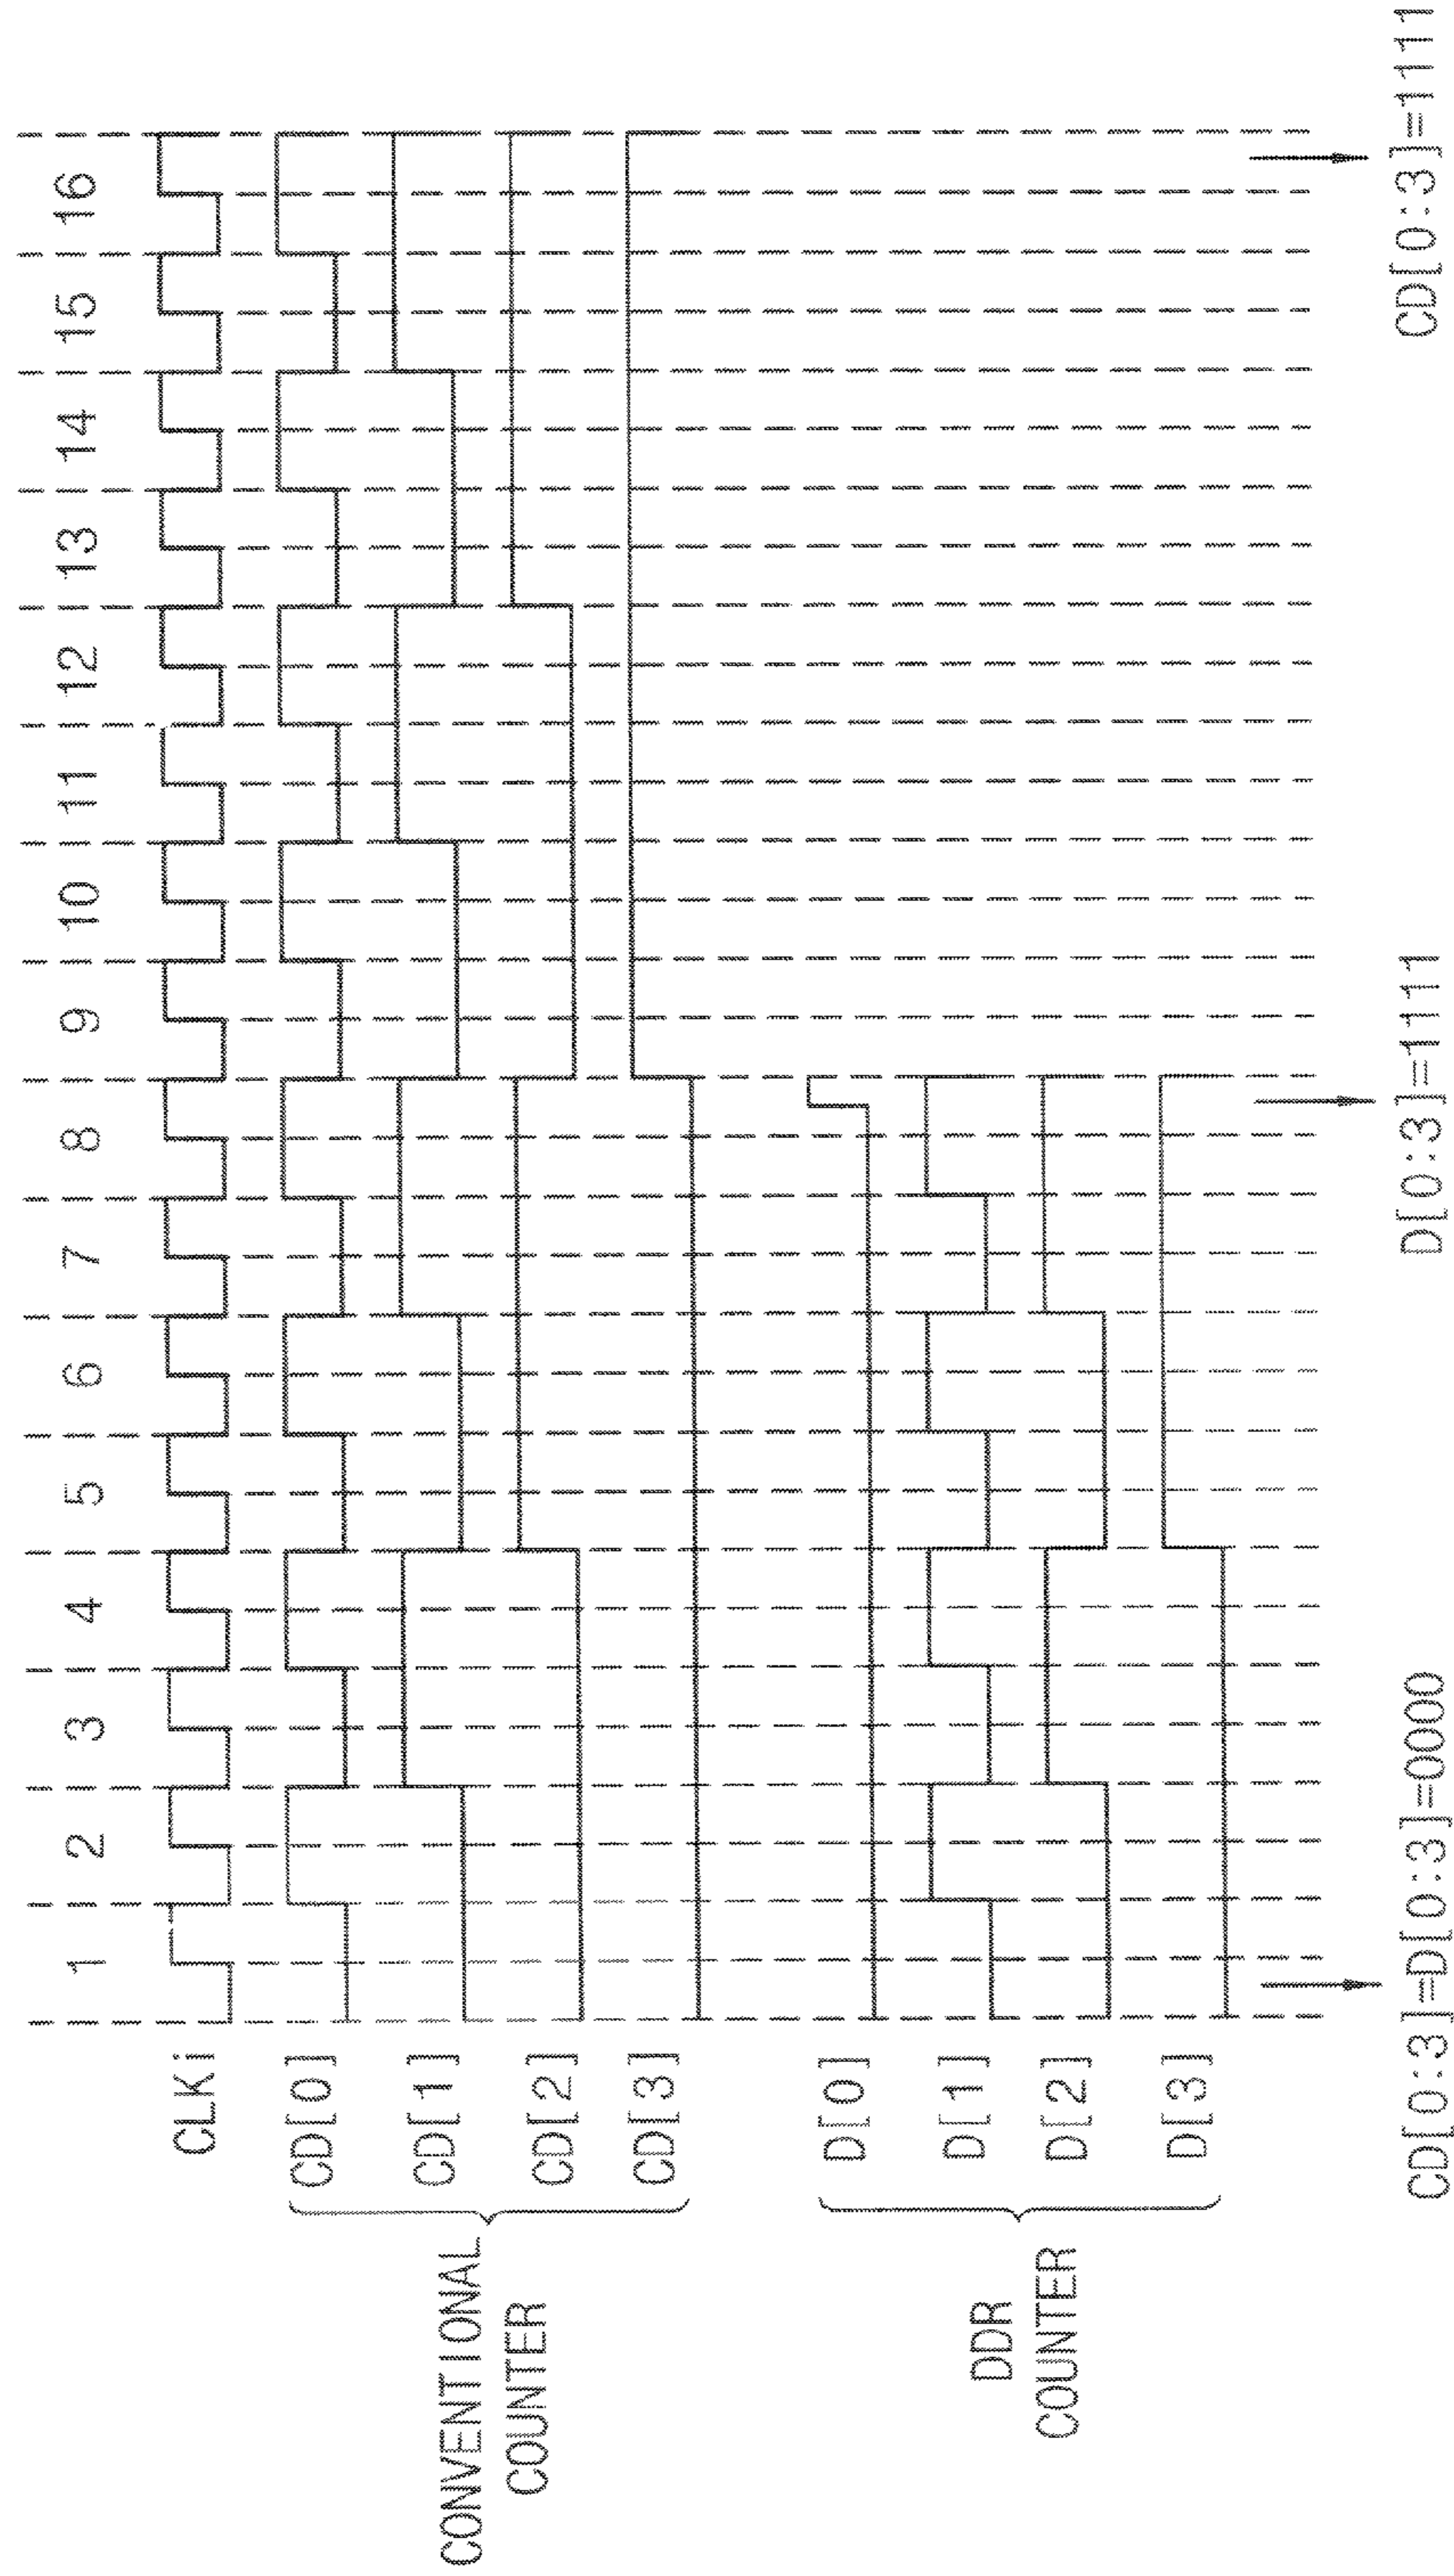 1 2 3 4 5 6 7 8 9 10 11 12 13 14 15 16
CLKi
CONVENTIONAL
COUNTER
CD[0]
CD[1]
CD[2]
CD[3]
DDR
COUNTER
D[0]
D[1]
D[2]
D[3]
CD[0:3]=D[0:3]=0000
D[0:3]=1111
CD[0:3]=1111